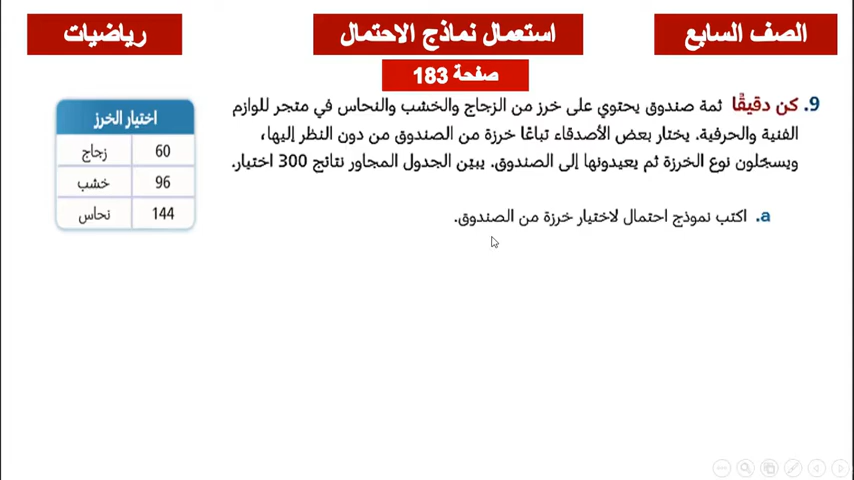 الصف السابع
استعمال نماذج الاحتمال
رياضيات
صفحة 183
9. كن دقيقًا ثمة صندوق يحتوي على خرز من الزجاج والخشب والنحاس في متجر للوازم
الفنية والحرفية. يختار بعض الأصدقاء تباعًا خرزة من الصندوق من دون النظر إليها،
ويسجّلون نوع الخرزة ثم يعيدونها إلى الصندوق. يبيّن الجدول المجاور نتائج 300 اختيار.
اختيار الخرز
60 زجاج
96 خشب
144 نحاس
a. اكتب نموذج احتمال لاختيار خرزة من الصندوق.